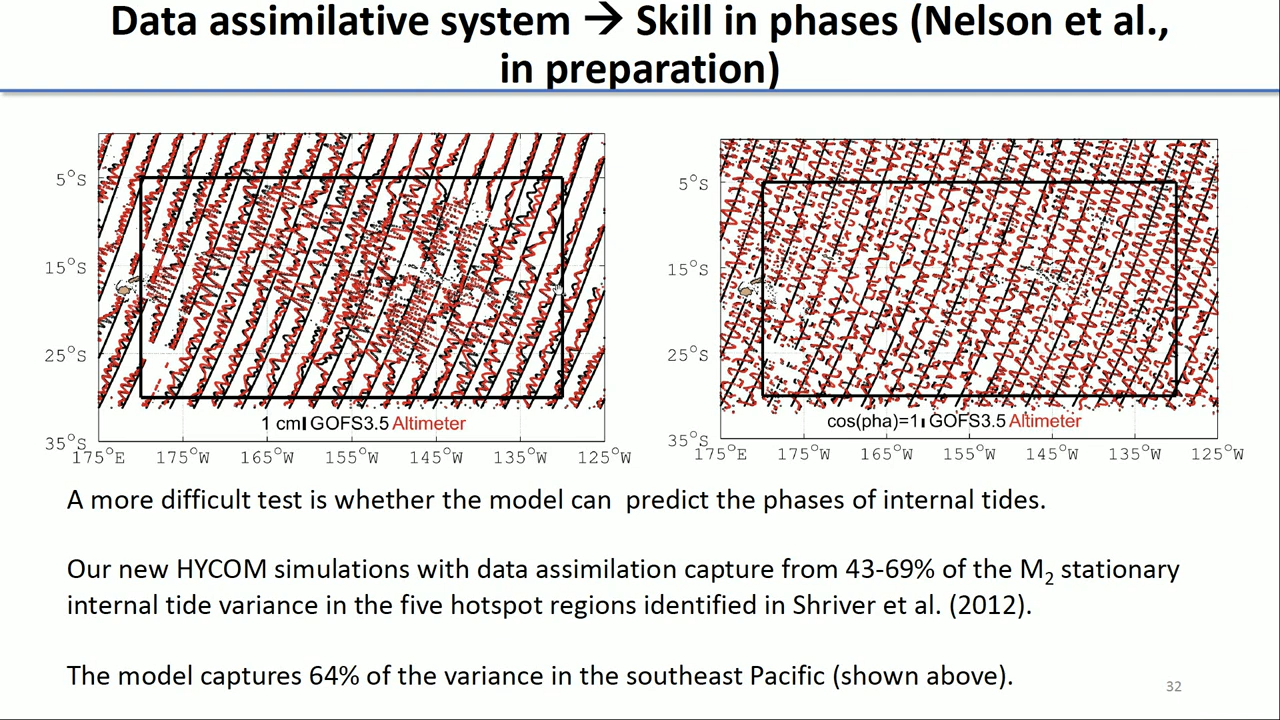 Data assimilative system → Skill in phases (Nelson et al.,
in preparation)
5°S
15°S
25°S
35°S
175°E 175°W 165°W 155°W 145°W 135°W 125°W
1 cm GOFS3.5 Altimeter
5°S
15°S
25°S
35°S
175°E 175°W 165°W 155°W 145°W 135°W 125°W
cos(pha)=1 GOFS3.5 Altimeter
A more difficult test is whether the model can  predict the phases of internal tides.
Our new HYCOM simulations with data assimilation capture from 43-69% of the M₂ stationary
internal tide variance in the five hotspot regions identified in Shriver et al. (2012).
The model captures 64% of the variance in the southeast Pacific (shown above).
32